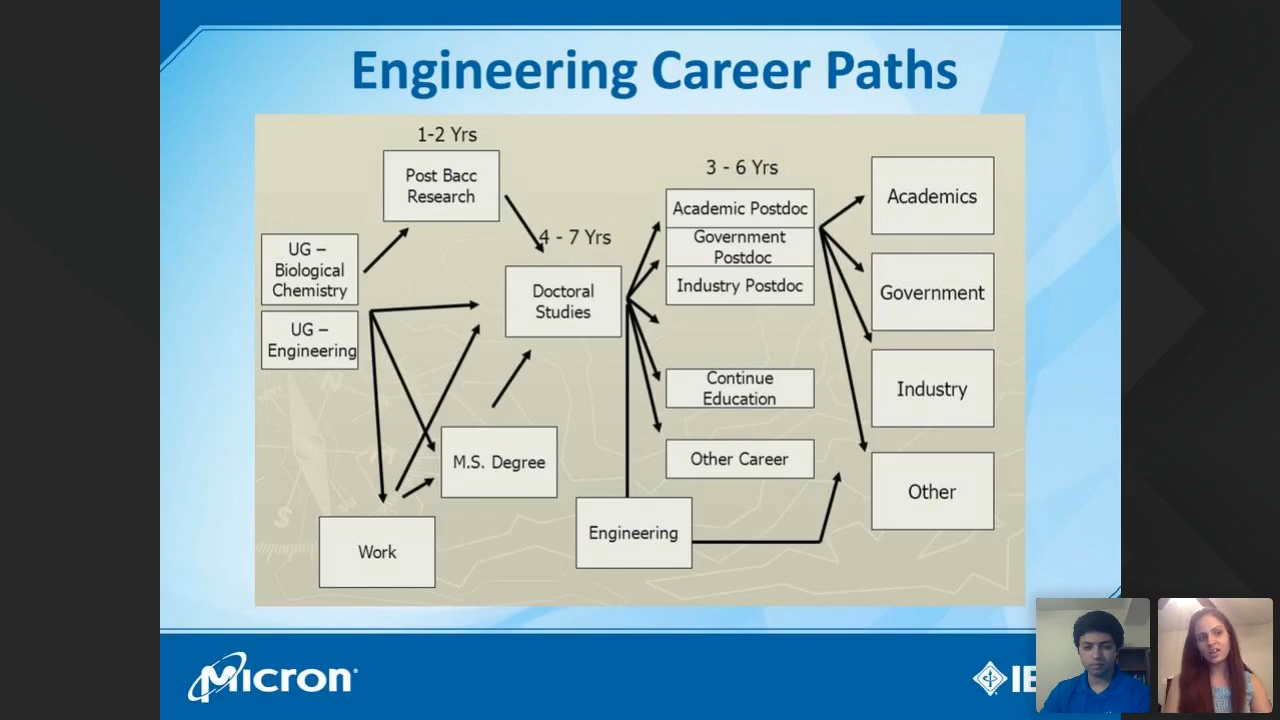 Engineering Career Paths
1-2 Yrs
Post Bacc
Research
3 - 6 Yrs
Academic Postdoc
Government
Postdoc
Industry Postdoc
Academics
4 - 7 Yrs
UG –
Biological
Chemistry
UG –
Engineering
Doctoral
Studies
Government
Continue
Education
Industry
M.S. Degree
Other Career
Other
Work
Engineering
Micron